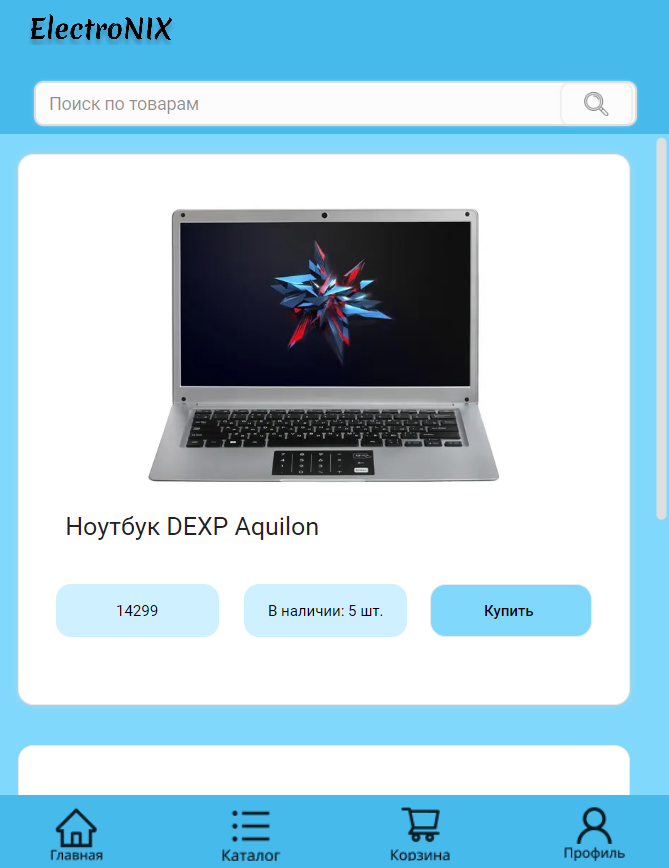 ElectroNIX
Поиск по товарам
Ноутбук DEXP Aquilon
14299
В наличии: 5 шт.
Купить
Главная
Каталог
Корзина
Профиль